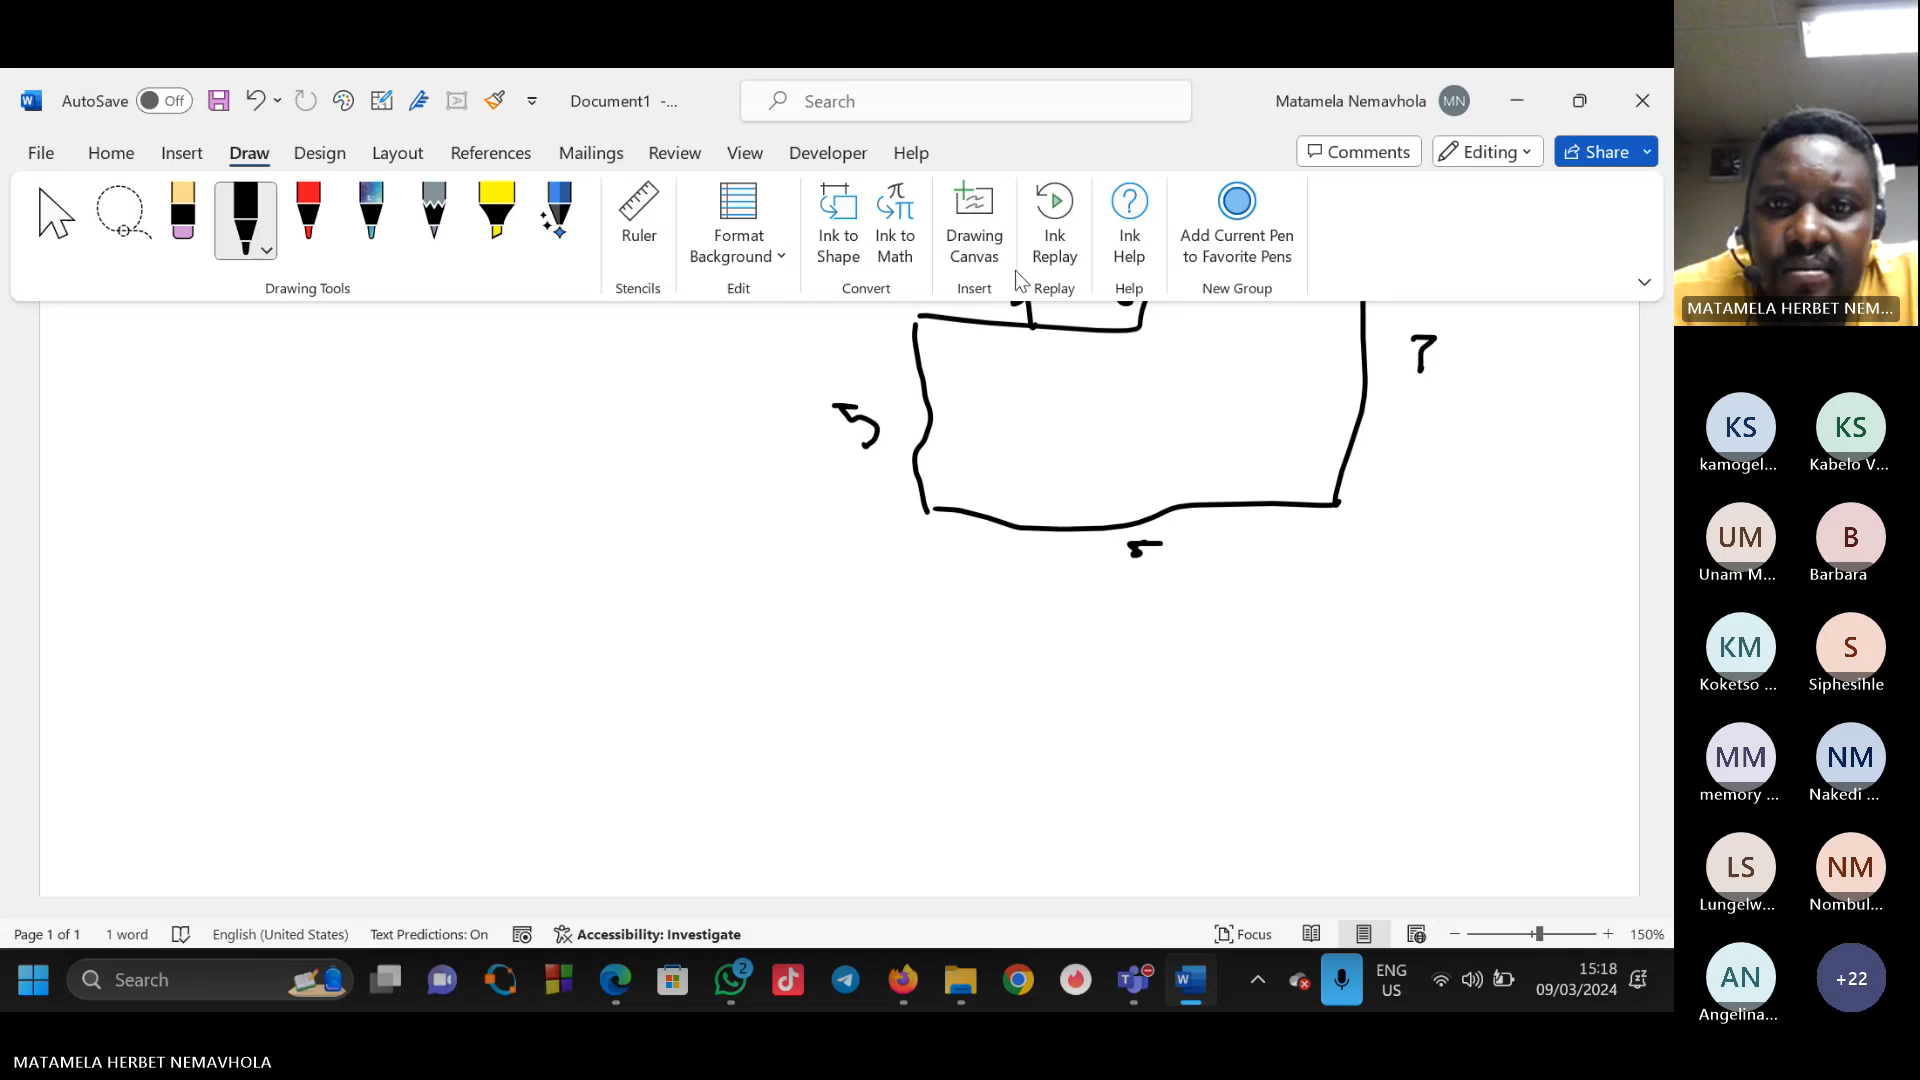 AutoSave Off Document1 -... Search Matamela Nemavhola MN
File Home Insert Draw Design Layout References Mailings Review View Developer Help Comments Editing Share
Ruler
Format Background
Ink to Shape
Ink to Math
Drawing Canvas
Ink Replay
Ink Help
Add Current Pen to Favorite Pens
Drawing Tools Stencils Edit Convert Insert Replay Help New Group
MATAMELA HERBET NEM...
?
5
KS KS
kamogel... Kabelo V...
UM B
Unam M... Barbara
KM S
Koketso ... Siphesihle
MM NM
memory ... Nakedi ...
LS NM
Lungelw... Nombul...
AN +22
Angelina...
Page 1 of 1 1 word English (United States) Text Predictions: On Accessibility: Investigate Focus 150%
Search 2 ENG US 15:18 09/03/2024
MATAMELA HERBET NEMAVHOLA